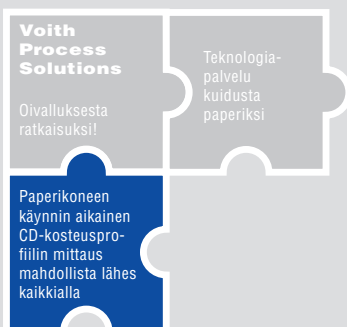 Voith
Process
Solutions
Oivalluksesta
ratkaisuksi!
Teknologia-
palvelu
kuidusta
paperiksi
Paperikoneen
käynnin aikainen
CD-kosteuspro-
fiilin mittaus
mahdollista lähes
kaikkialla